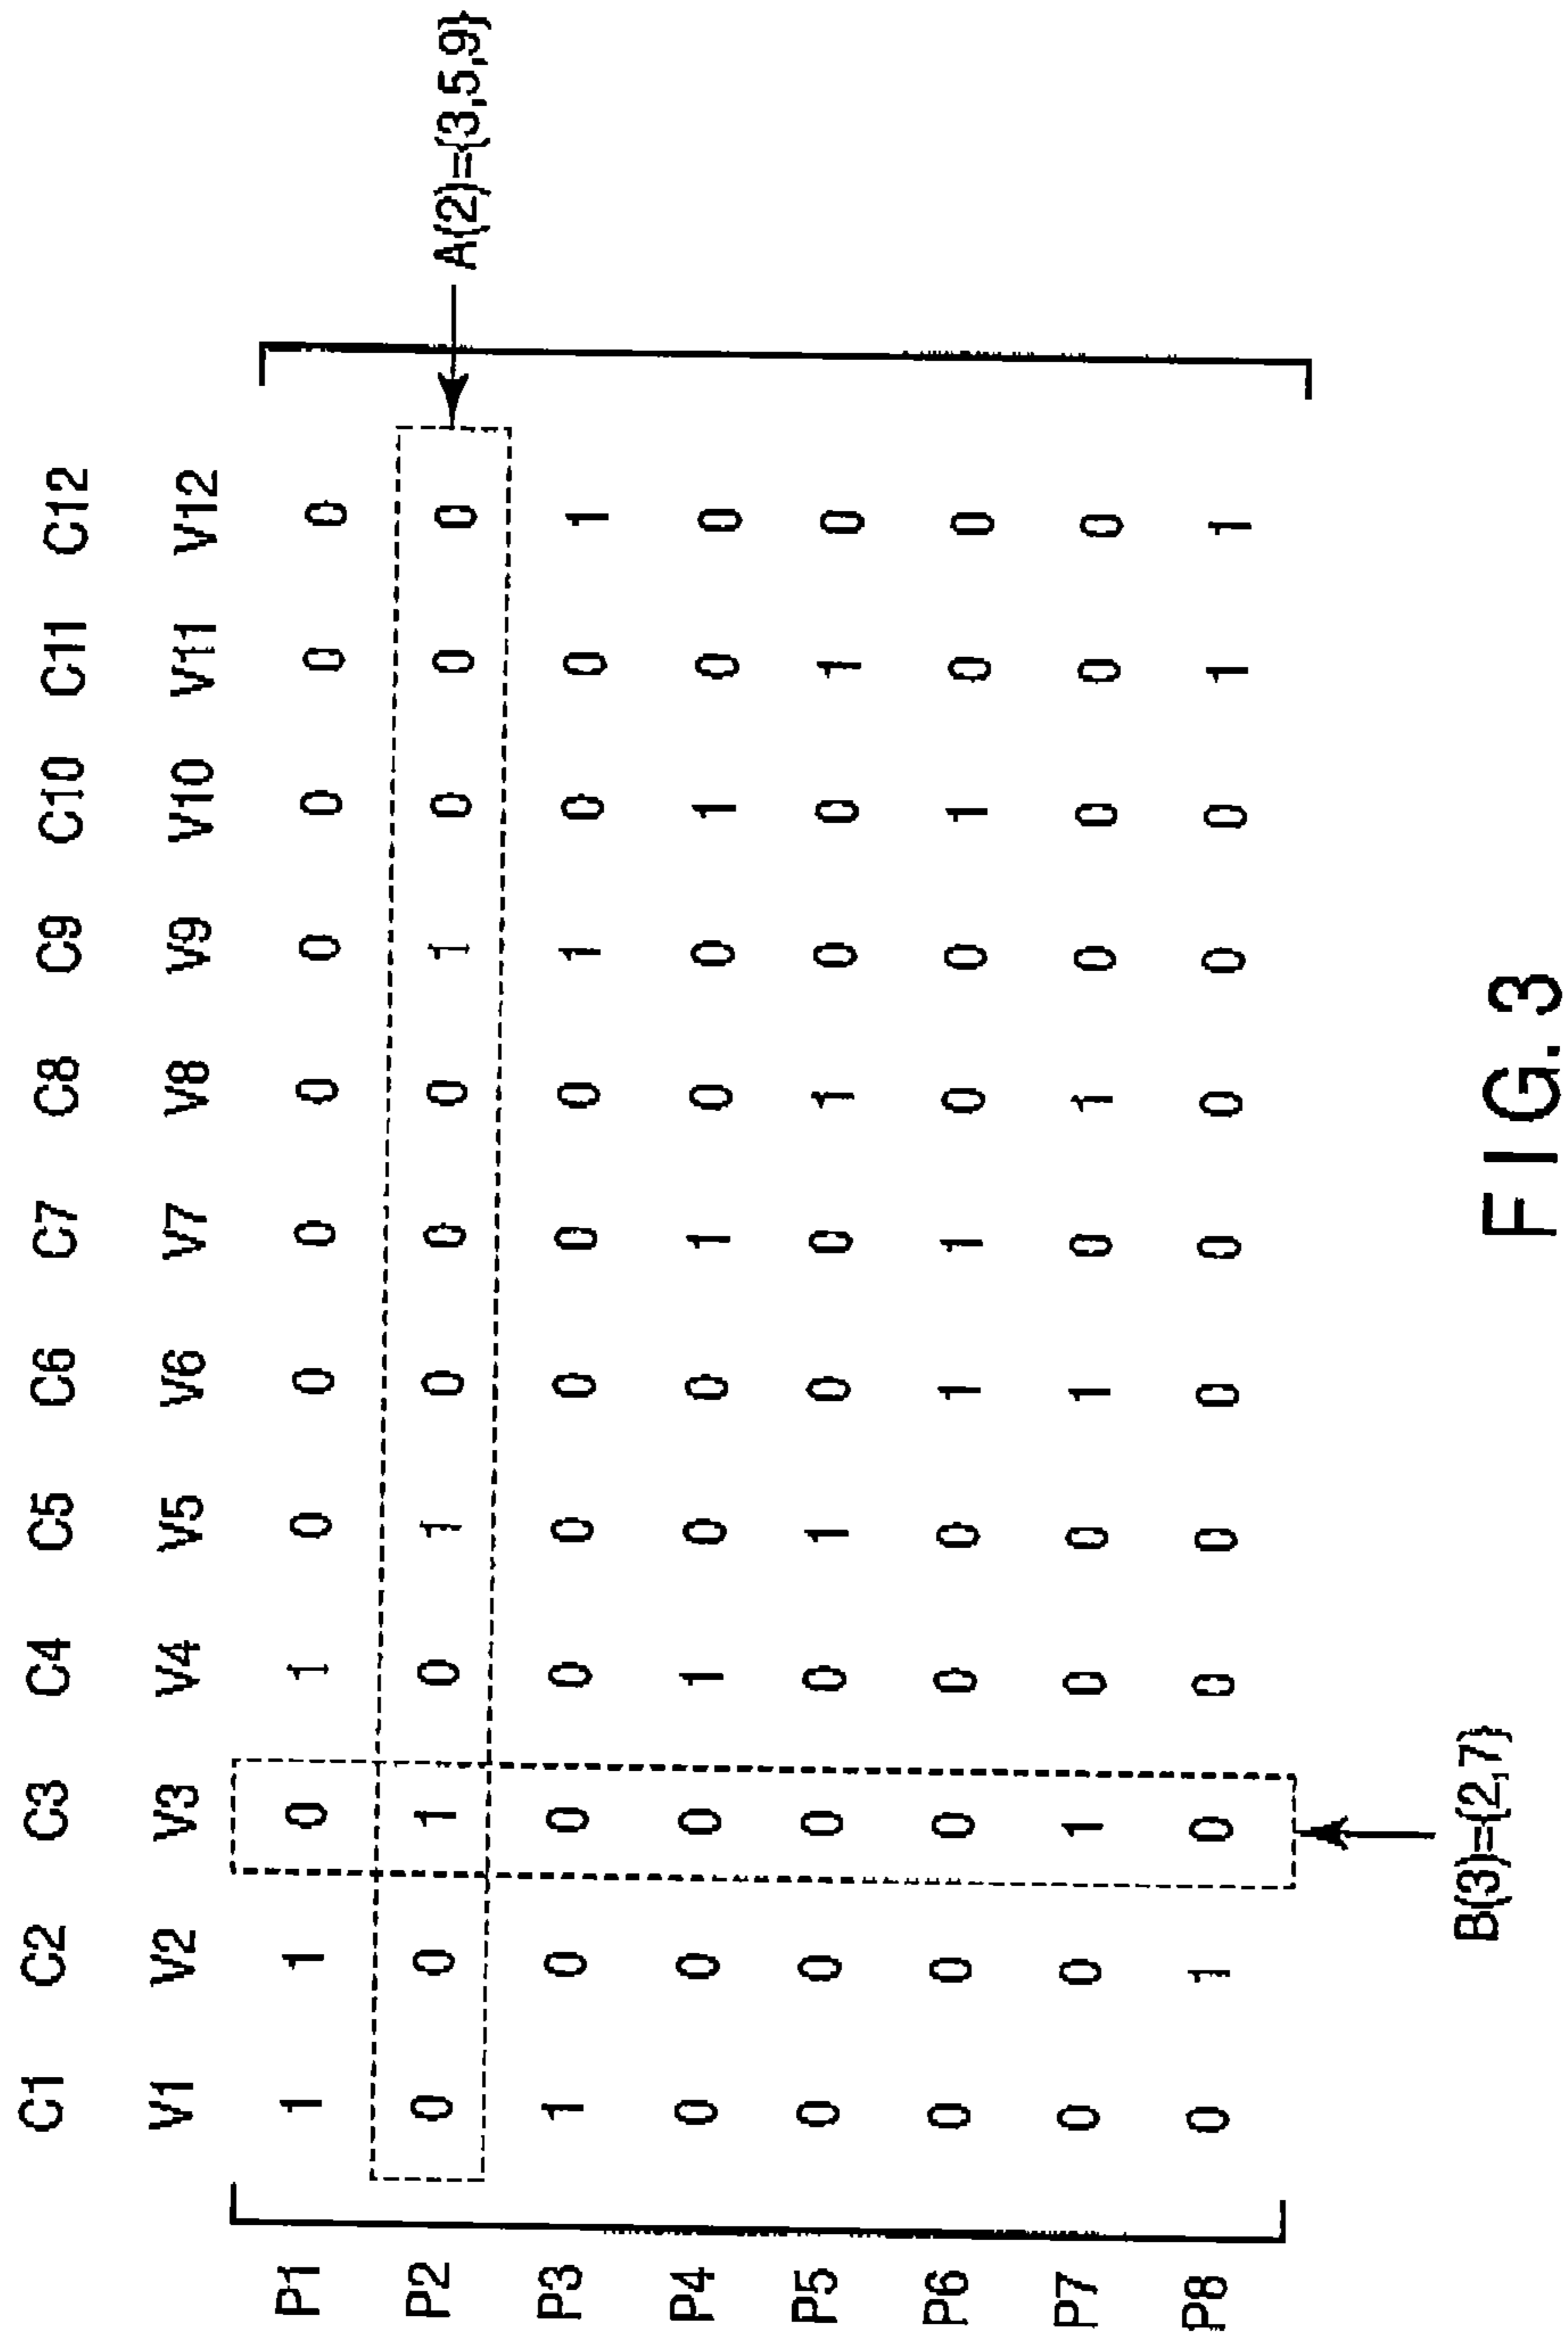 C1 C2 C3 C4 C5 C6 C7 C8 C9 C10 C11 C12
V1 V2 V3 V4 V5 V6 V7 V8 V9 V10 V11 V12
P1 1 1 0 1 0 0 0 0 0 0 0 0
P2 0 0 1 0 1 0 0 0 1 0 0 0 A(2)={3,5,9}
P3 1 0 0 0 0 0 0 0 1 0 0 1
P4 0 0 0 1 0 0 1 0 0 1 0 0
P5 0 0 0 0 1 0 0 1 0 0 1 0
P6 0 0 0 0 0 1 1 0 0 1 0 0
P7 0 0 1 0 0 1 0 1 0 0 0 0
P8 0 1 0 0 0 0 0 0 0 0 1 1
B(3)={2,7}
FIG. 3